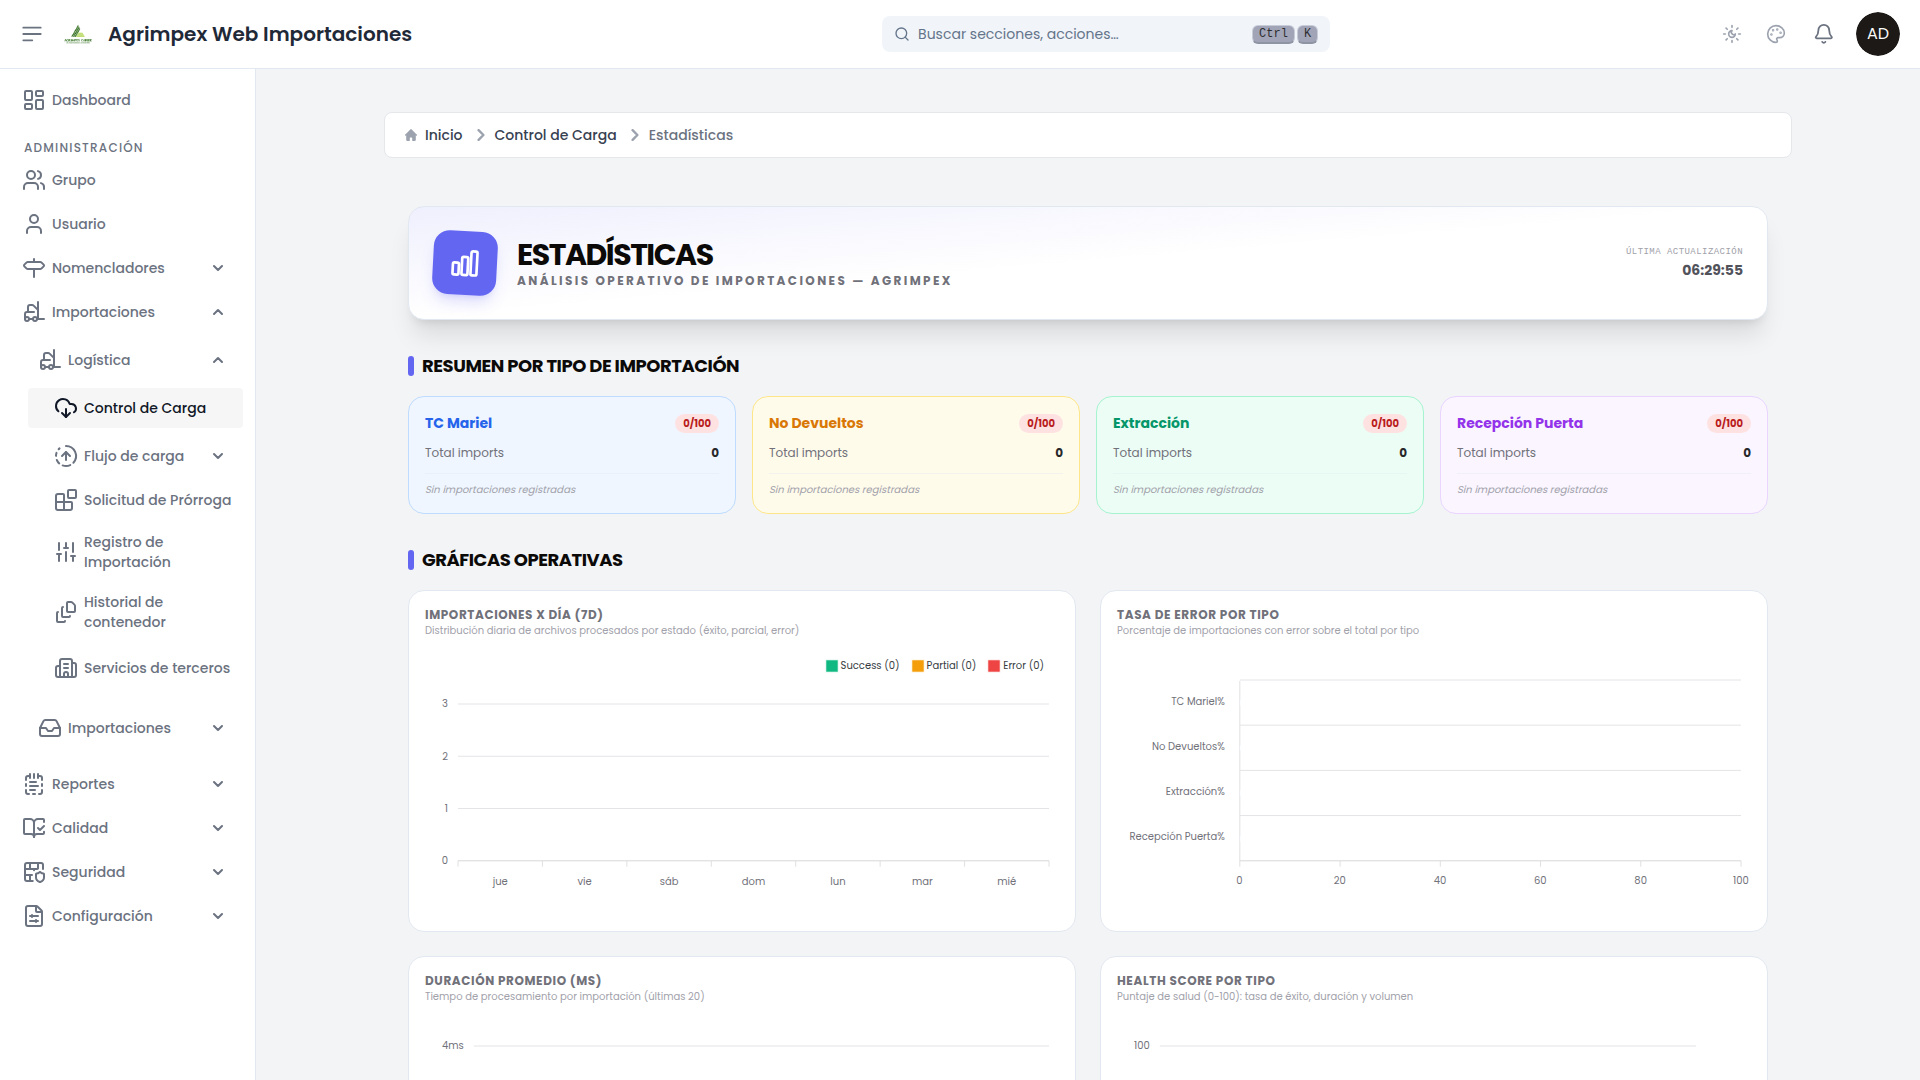 Agrimpex Web Importaciones
Buscar secciones, acciones...
Ctrl K
AD
Dashboard
ADMINISTRACIÓN
Grupo
Usuario
Nomencladores
Importaciones
Logística
Control de Carga
Flujo de carga
Solicitud de Prórroga
Registro de
Importación
Historial de
contenedor
Servicios de terceros
Importaciones
Reportes
Calidad
Seguridad
Configuración
Inicio
Control de Carga
Estadísticas
ESTADÍSTICAS
ANÁLISIS OPERATIVO DE IMPORTACIONES — AGRIMPEX
ÚLTIMA ACTUALIZACIÓN
06:29:55
RESUMEN POR TIPO DE IMPORTACIÓN
TC Mariel 0/100
Total imports 0
Sin importaciones registradas
No Devueltos 0/100
Total imports 0
Sin importaciones registradas
Extracción 0/100
Total imports 0
Sin importaciones registradas
Recepción Puerta 0/100
Total imports 0
Sin importaciones registradas
GRÁFICAS OPERATIVAS
IMPORTACIONES X DÍA (7D)
Distribución diaria de archivos procesados por estado (éxito, parcial, error)
Success (0) Partial (0) Error (0)
3
2
1
0
jue vie sáb dom lun mar mié
TASA DE ERROR POR TIPO
Porcentaje de importaciones con error sobre el total por tipo
TC Mariel%
No Devueltos%
Extracción%
Recepción Puerta%
0 20 40 60 80 100
DURACIÓN PROMEDIO (MS)
Tiempo de procesamiento por importación (últimas 20)
4ms
HEALTH SCORE POR TIPO
Puntaje de salud (0-100): tasa de éxito, duración y volumen
100